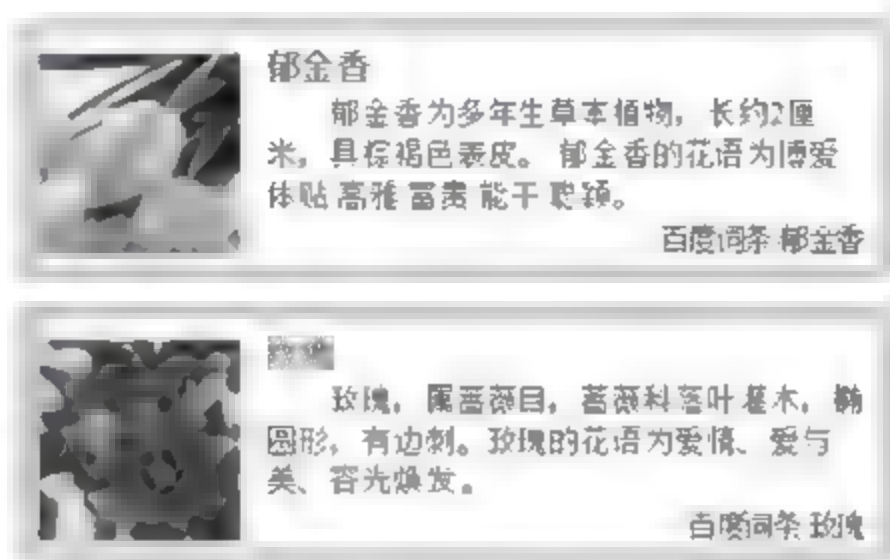 郁金香
郁金香为多年生草本植物，长约2厘
米，具棕褐色表皮。 郁金香的花语为博爱
体贴 高雅 富贵 能干 聪颖。
百度词条 郁金香
玫瑰，属蔷薇目，蔷薇科落叶灌木，椭
圆形，有边刺。玫瑰的花语为爱情、爱与
美、容光焕发。
百度词条 玫瑰